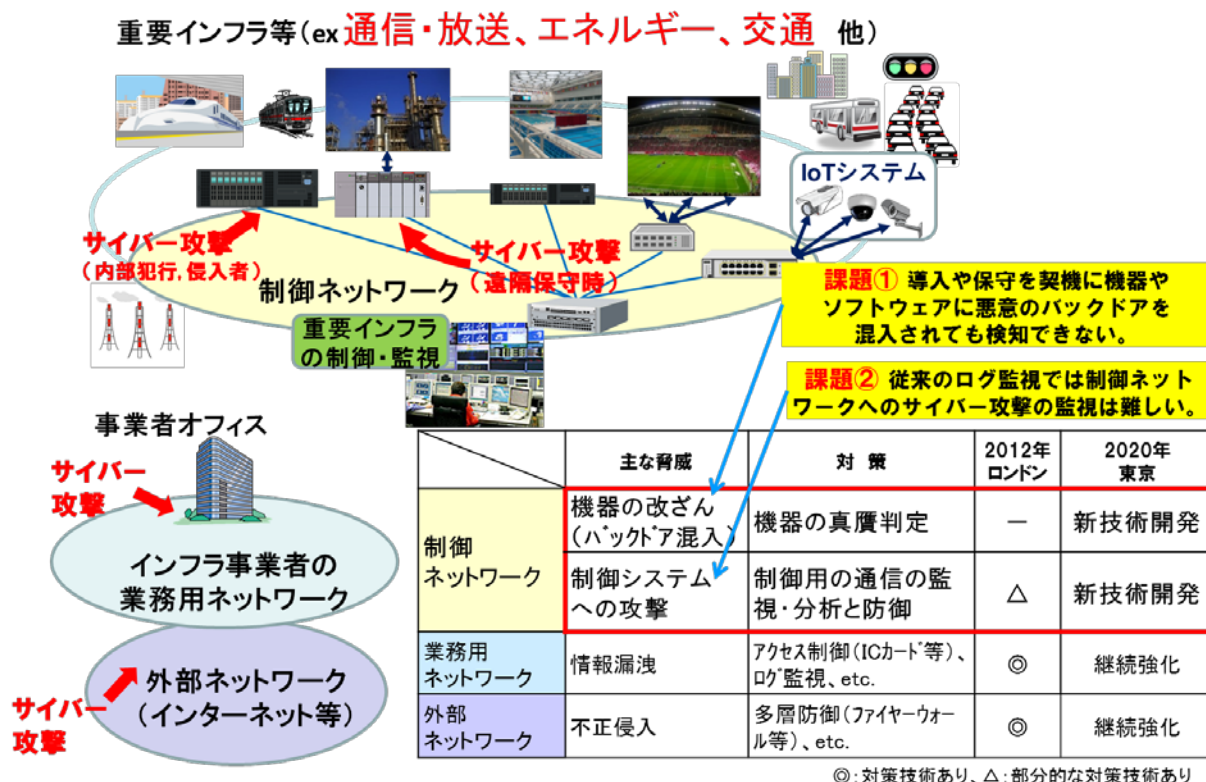 重要インフラ等(ex 通信・放送、エネルギー、交通 他)
IoTシステム
サイバー攻撃
(内部犯行,侵入者)
サイバー攻撃
(遠隔保守時)
制御ネットワーク
重要インフラ
の制御・監視
課題① 導入や保守を契機に機器や
ソフトウェアに悪意のバックドアを
混入されても検知できない。
課題② 従来のログ監視では制御ネット
ワークへのサイバー攻撃の監視は難しい。
事業者オフィス
サイバー
攻撃
インフラ事業者の
業務用ネットワーク
外部ネットワーク
(インターネット等)
サイバー
攻撃
主な脅威 対 策 2012年 ロンドン 2020年 東京
制御
ネットワーク
機器の改ざん
(バックドア混入)
機器の真贋判定 － 新技術開発
制御システム
への攻撃
制御用の通信の監
視・分析と防御
△ 新技術開発
業務用
ネットワーク
情報漏洩
アクセス制御(ICカード等)、
ログ監視、etc.
◎ 継続強化
外部
ネットワーク
不正侵入
多層防御(ファイヤーウォー
ル等)、etc.
◎ 継続強化
◎:対策技術あり、△:部分的な対策技術あり